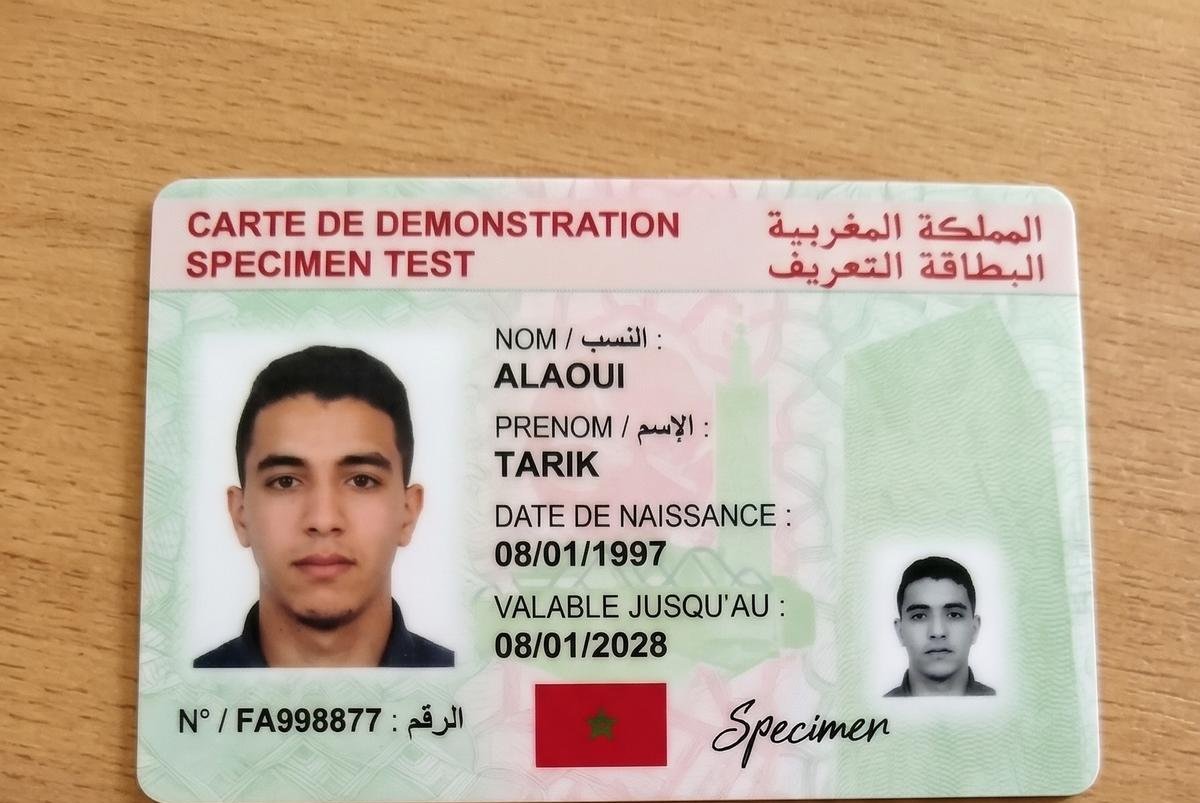 CARTE DE DEMONSTRATION
SPECIMEN TEST
المملكة المغربية
البطاقة التعريف
NOM / النسب :
ALAOUI
PRENOM / الإسم :
TARIK
DATE DE NAISSANCE :
08/01/1997
VALABLE JUSQU'AU :
08/01/2028
N° / FA998877 : الرقم
Specimen